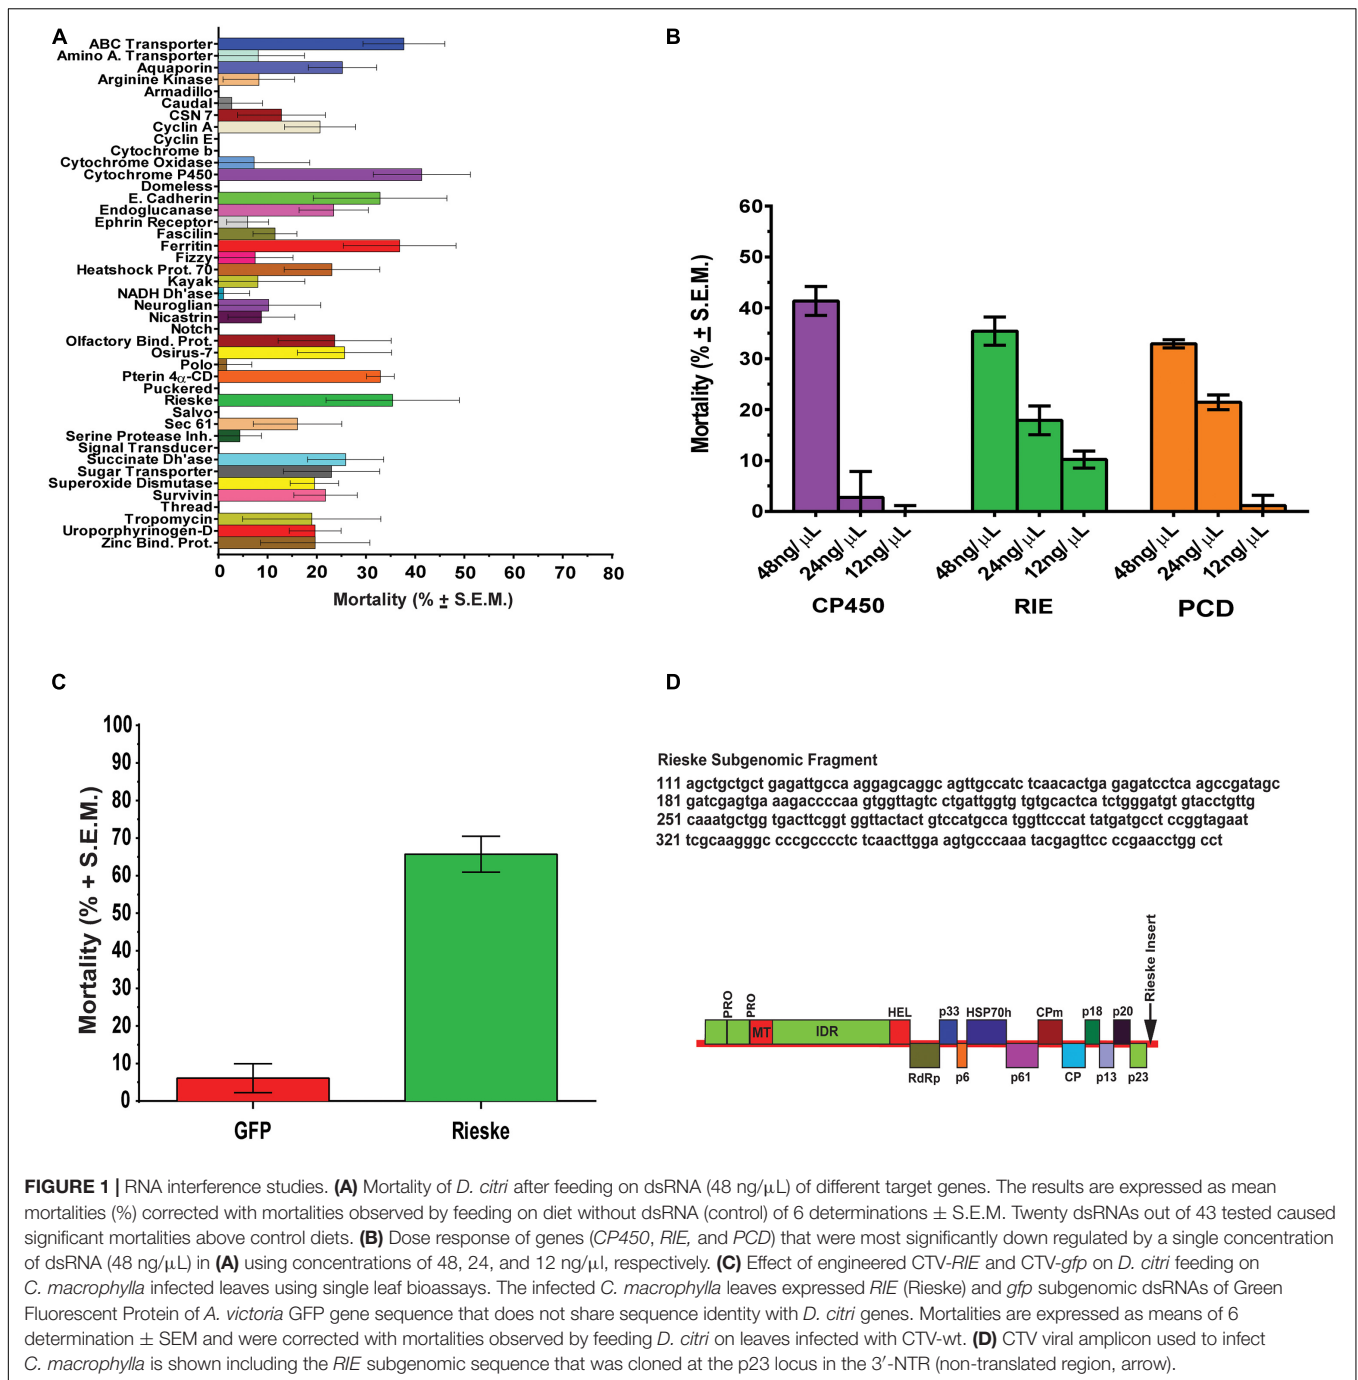 A
ABC Transporter
Amino A. Transporter
Aquaporin
Arginine Kinase
Armadillo
Caudal
CSN 7
Cyclin A
Cyclin E
Cytochrome b
Cytochrome Oxidase
Cytochrome P450
Domeless
E. Cadherin
Endoglucanase
Ephrin Receptor
Fascilin
Ferritin
Fizzy
Heatshock Prot. 70
Kayak
NADH Dh'ase
Neuroglian
Nicastrin
Notch
Olfactory Bind. Prot.
Osirus-7
Polo
Pterin 4α-CD
Puckered
Rieske
Salvo
Sec 61
Serine Protease Inh.
Signal Transducer
Succinate Dh'ase
Sugar Transporter
Superoxide Dismutase
Survivin
Thread
Tropomycin
Uroporphyrinogen-D
Zinc Bind. Prot.
0 10 20 30 40 50 60 70 80
Mortality (% ± S.E.M.)
B
Mortality (% ± S.E.M.)
60
50
40
30
20
10
0
48ng/μL 24ng/μL 12ng/μL 48ng/μL 24ng/μL 12ng/μL 48ng/μL 24ng/μL 12ng/μL
CP450 RIE PCD
C
Mortality (% + S.E.M.)
100
90
80
70
60
50
40
30
20
10
0
GFP Rieske
D
Rieske Subgenomic Fragment
111 agctgctgct gagattgcca aggagcaggc agttgccatc tcaacactga gagatcctca agccgatagc
181 gatcgagtga aagaccccaa gtggttagtc ctgattggtg tgtgcactca tctgggatgt gtacctgttg
251 caaatgctgg tgacttcggt ggttactact gtccatgcca tggttcccat tatgatgcct ccggtagaat
321 tcgcaagggc cccgcccctc tcaacttgga agtgcccaaa tacgagttcc ccgaacctgg cct
Rieske Insert
PRO PRO HEL p33 HSP70h CPm p18 p20
MT IDR
RdRp p6 p61 CP p13 p23
FIGURE 1 | RNA interference studies. (A) Mortality of D. citri after feeding on dsRNA (48 ng/μL) of different target genes. The results are expressed as mean
mortalities (%) corrected with mortalities observed by feeding on diet without dsRNA (control) of 6 determinations ± S.E.M. Twenty dsRNAs out of 43 tested caused
significant mortalities above control diets. (B) Dose response of genes (CP450, RIE, and PCD) that were most significantly down regulated by a single concentration
of dsRNA (48 ng/μL) in (A) using concentrations of 48, 24, and 12 ng/μl, respectively. (C) Effect of engineered CTV-RIE and CTV-gfp on D. citri feeding on
C. macrophylla infected leaves using single leaf bioassays. The infected C. macrophylla leaves expressed RIE (Rieske) and gfp subgenomic dsRNAs of Green
Fluorescent Protein of A. victoria GFP gene sequence that does not share sequence identity with D. citri genes. Mortalities are expressed as means of 6
determination ± SEM and were corrected with mortalities observed by feeding D. citri on leaves infected with CTV-wt. (D) CTV viral amplicon used to infect
C. macrophylla is shown including the RIE subgenomic sequence that was cloned at the p23 locus in the 3′-NTR (non-translated region, arrow).